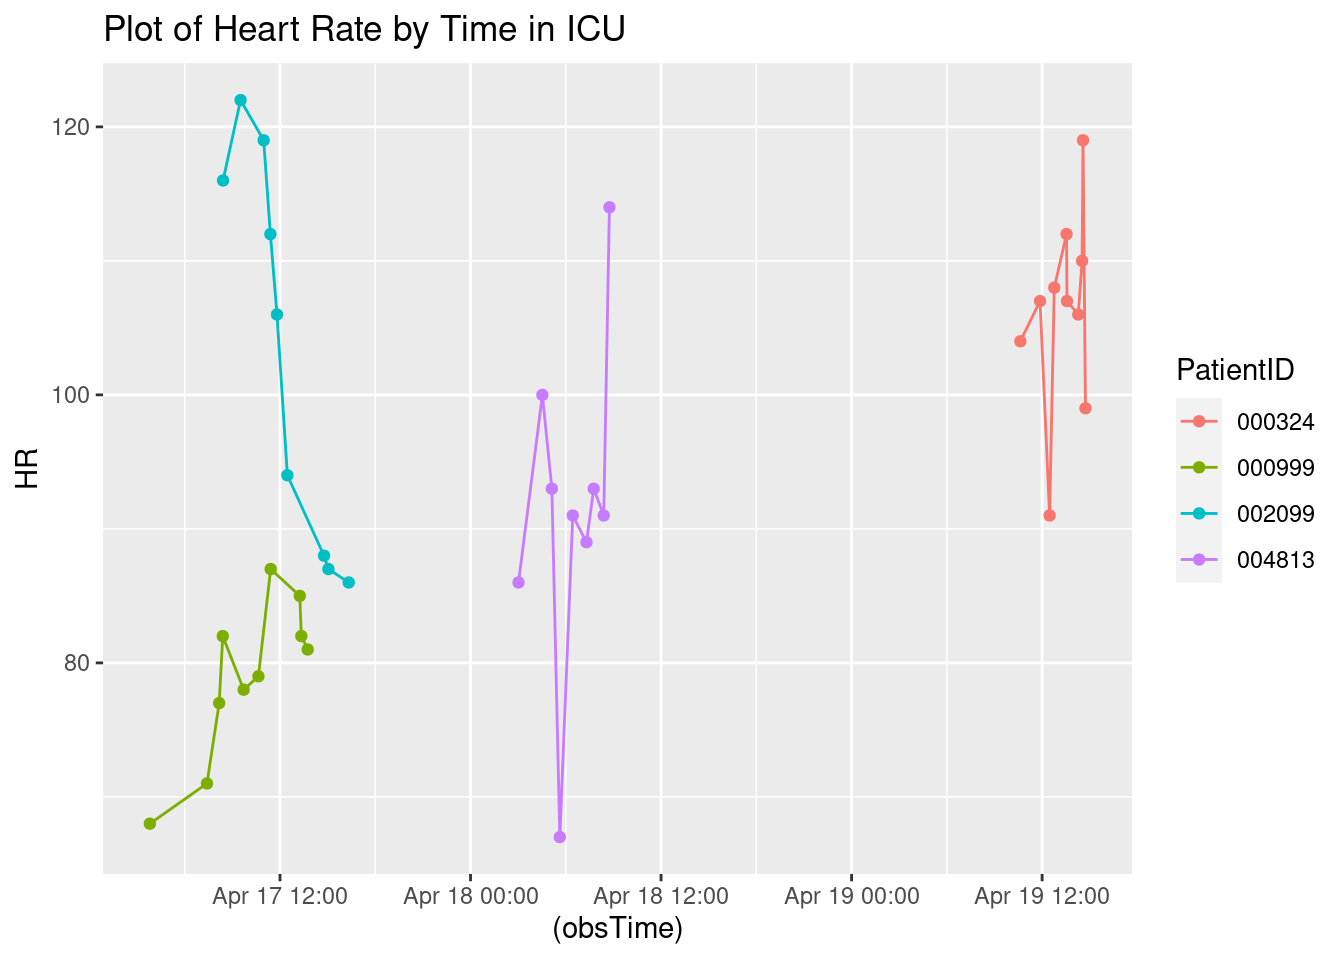 Plot of Heart Rate by Time in ICU
120
100
80
HR
Apr 17 12:00
Apr 18 00:00
Apr 18 12:00
Apr 19 00:00
Apr 19 12:00
(obsTime)
PatientID
000324
000999
002099
004813